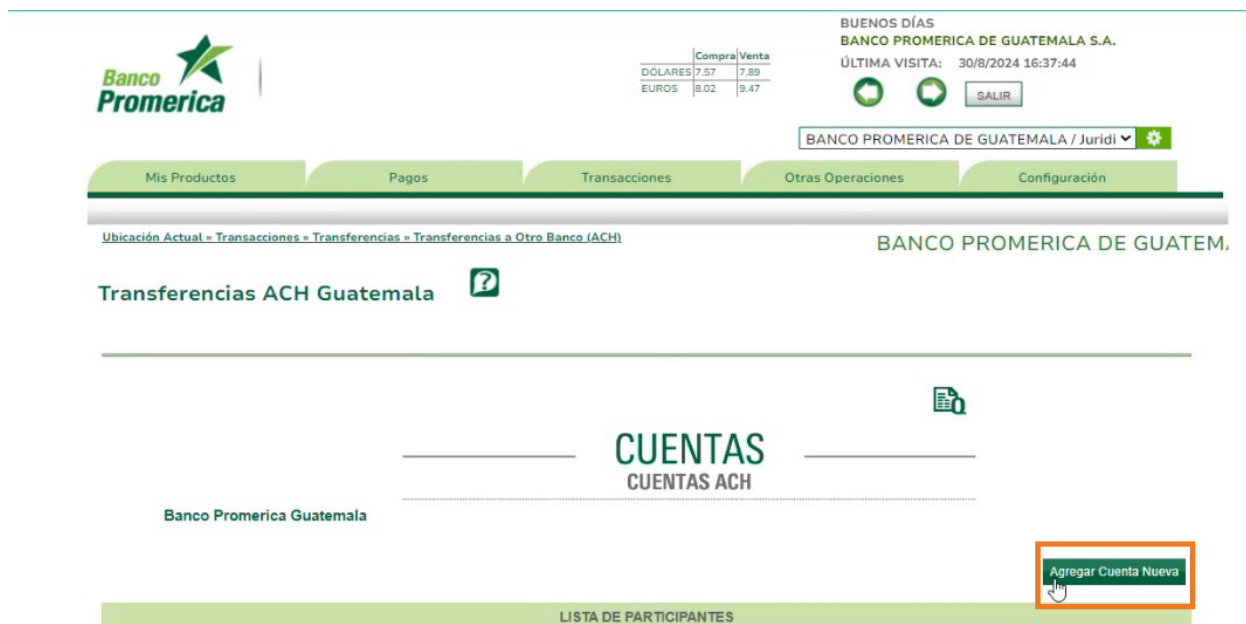 Banco
Promerica
Compra Venta
DÓLARES 7.57 7.89
EUROS 8.02 9.47
BUENOS DÍAS
BANCO PROMERICA DE GUATEMALA S.A.
ÚLTIMA VISITA: 30/8/2024 16:37:44
SALIR
BANCO PROMERICA DE GUATEMALA / Juridi
Mis Productos Pagos Transacciones Otras Operaciones Configuración
Ubicación Actual » Transacciones » Transferencias » Transferencias a Otro Banco (ACH)
BANCO PROMERICA DE GUATEM
Transferencias ACH Guatemala ?
CUENTAS
CUENTAS ACH
Banco Promerica Guatemala
Agregar Cuenta Nueva
LISTA DE PARTICIPANTES